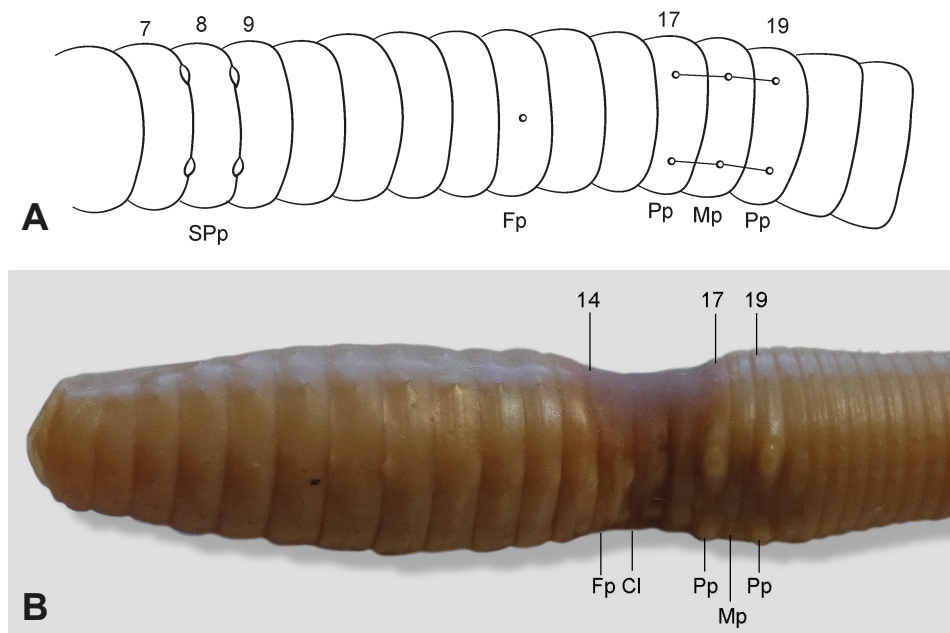 7 8 9 17 19
A
SPp Fp Pp Mp Pp
14 17 19
B
Fp Cl Pp Pp
Mp